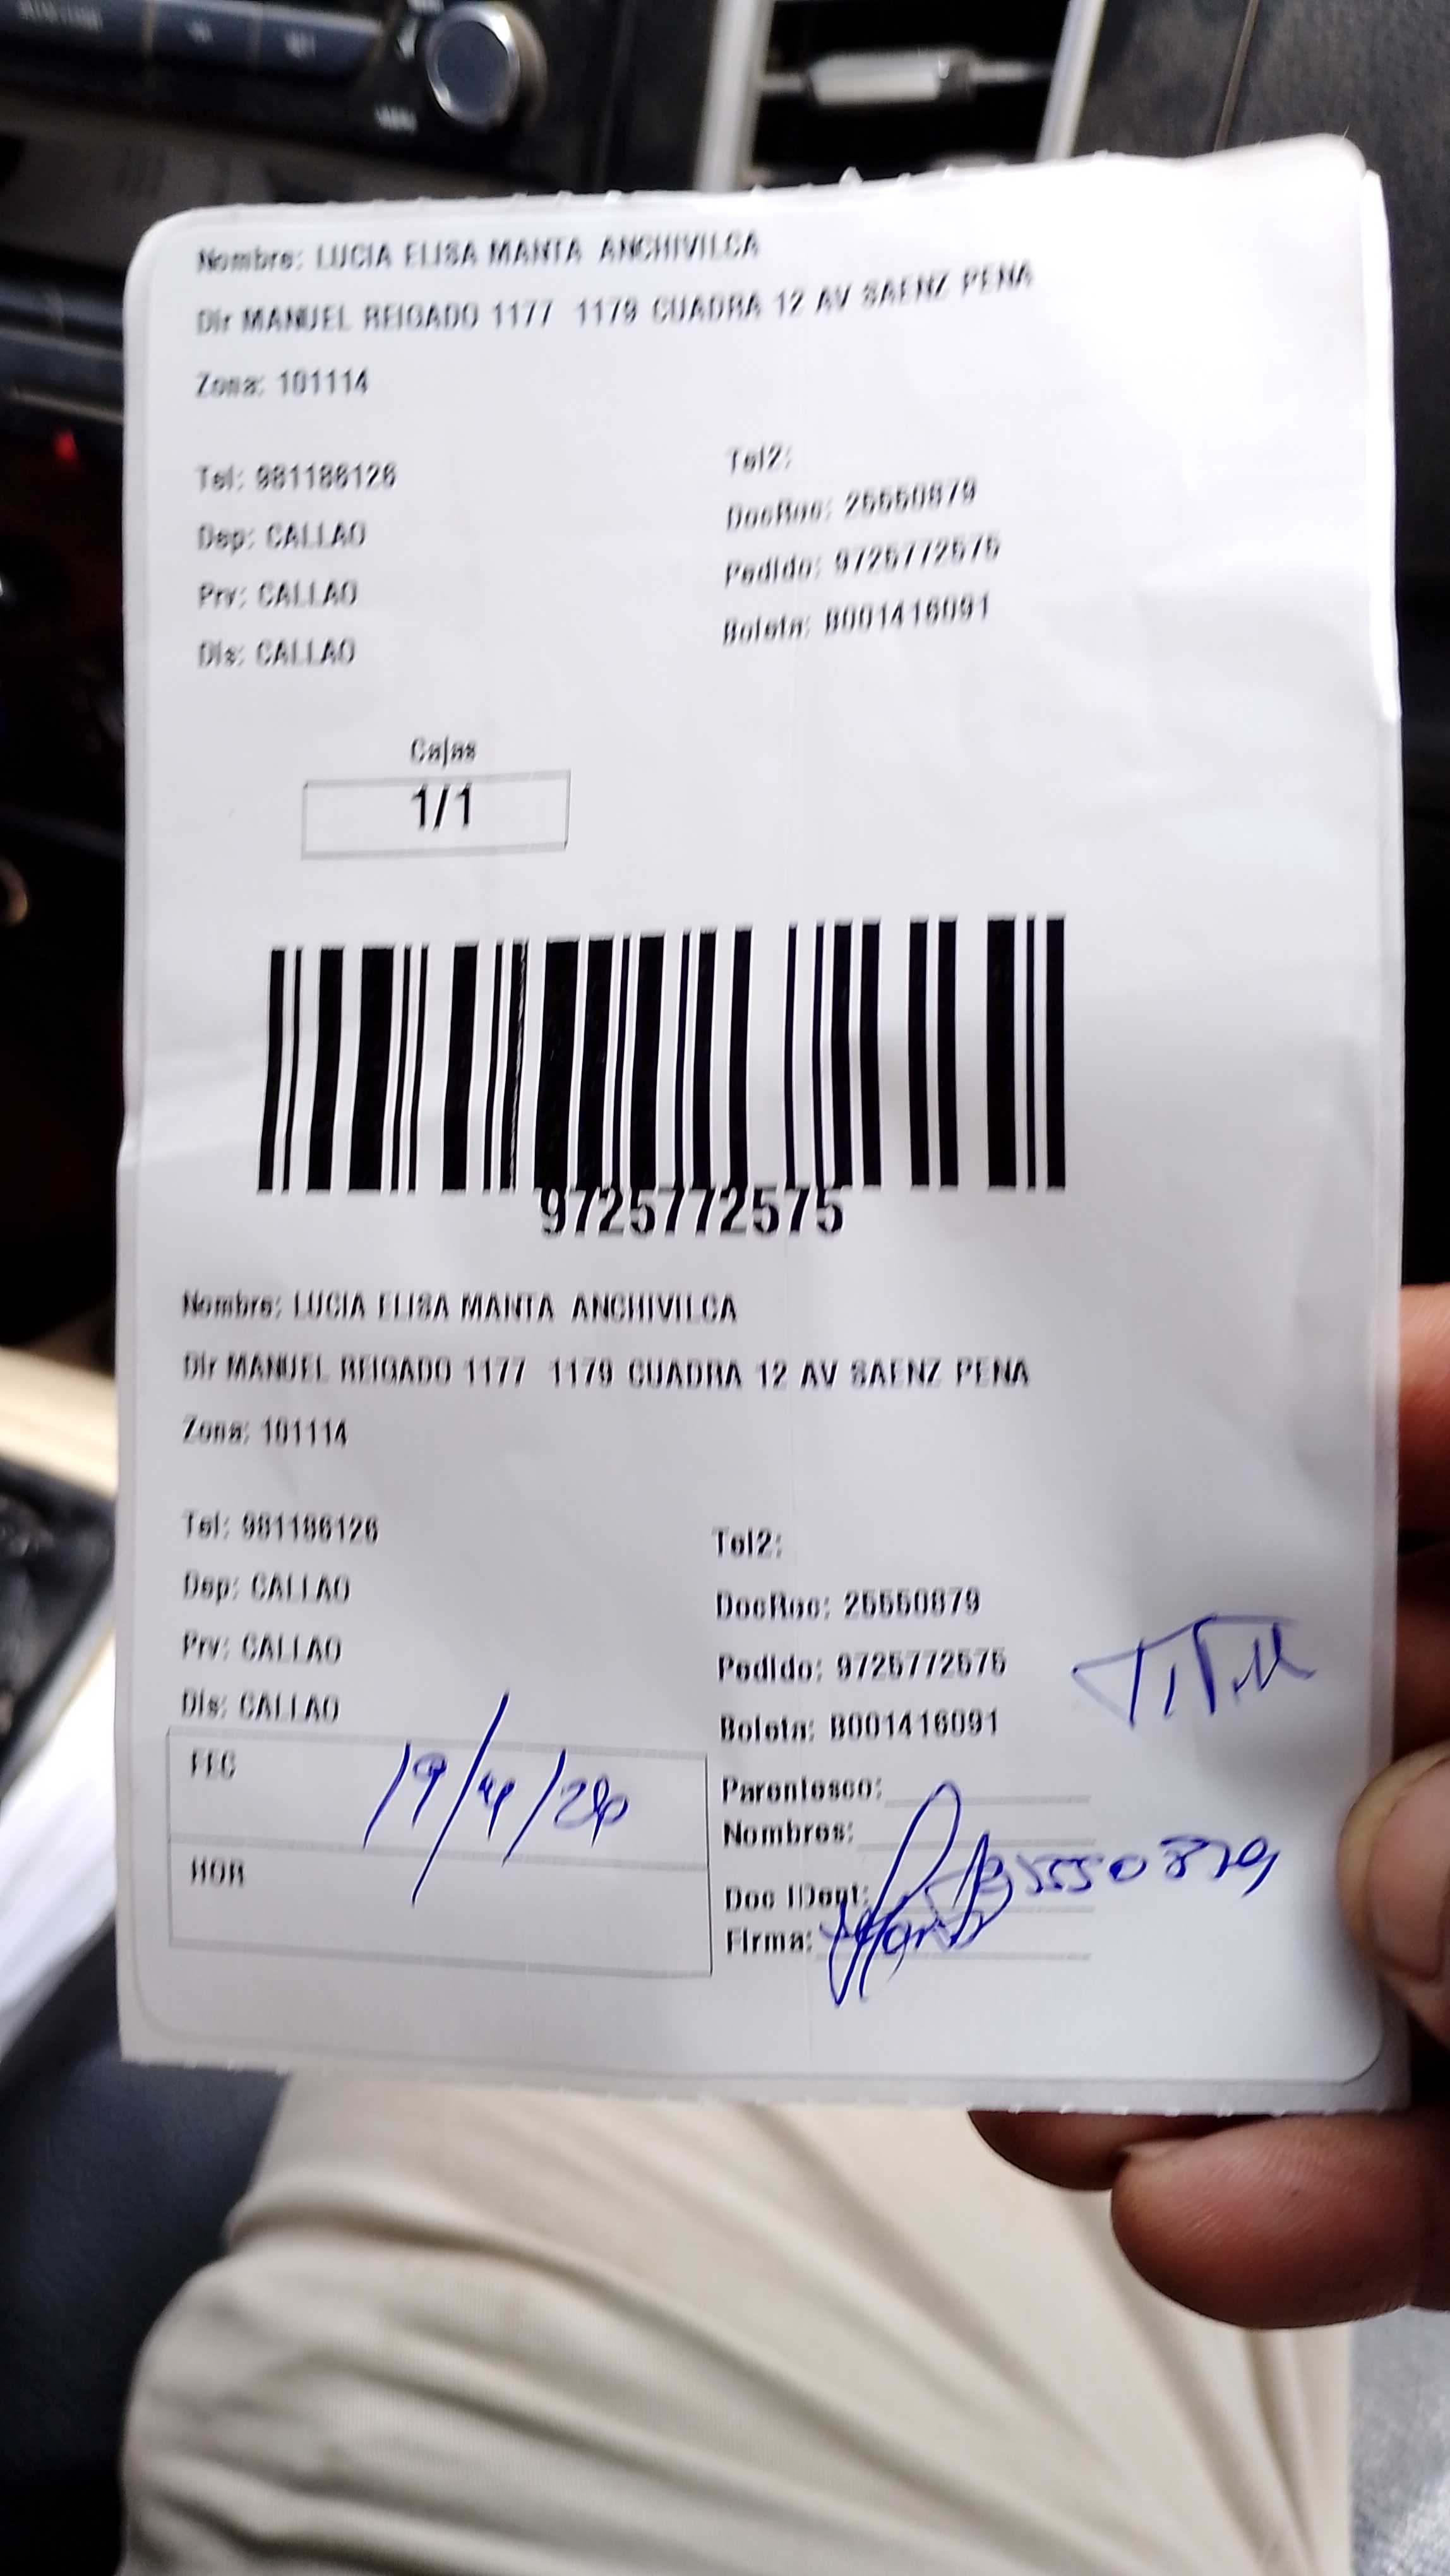 Nombre: LUCIA ELISA MANTA  ANCHIVILCA
Dir MANUEL REIGADO 1177  1179 CUADRA 12 AV SAENZ PENA
Zona: 101114
Tel: 981186126
Tel2:
Dep: CALLAO
DocRec: 25550879
Prv: CALLAO
Pedido: 9725772575
Dis: CALLAO
Boleta: B001416091
Cajas
1/1
9725772575
Nombre: LUCIA ELISA MANTA  ANCHIVILCA
Dir MANUEL REIGADO 1177  1179 CUADRA 12 AV SAENZ PENA
Zona: 101114
Tel: 981186126
Tel2:
Dep: CALLAO
DocRec: 25550879
Prv: CALLAO
Pedido: 9725772575
Dis: CALLAO
Boleta: B001416091
FEC
Parentesco:
Nombres:
HOR
Doc IDent: 25550879
Firma: